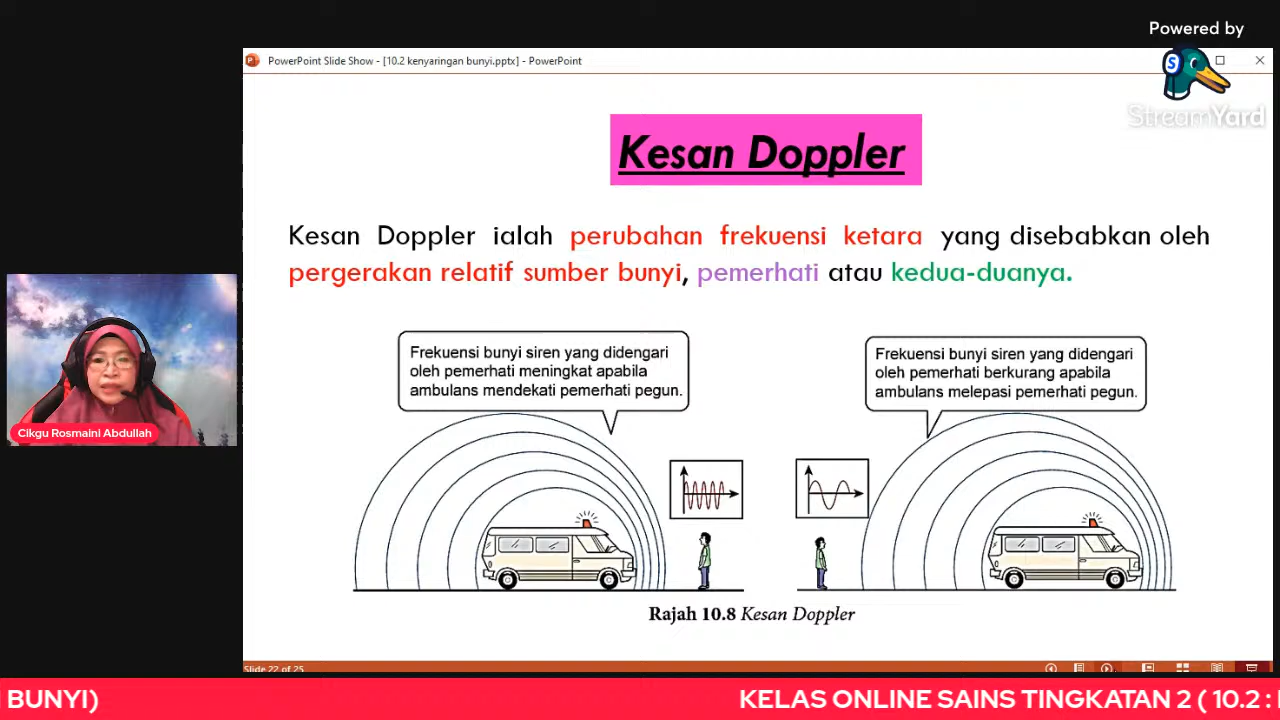 Powered by
StreamYard
PowerPoint Slide Show - [10.2 kenyaringan bunyi.pptx] - PowerPoint
Kesan Doppler
Kesan Doppler ialah perubahan frekuensi ketara yang disebabkan oleh
pergerakan relatif sumber bunyi, pemerhati atau kedua-duanya.
Frekuensi bunyi siren yang didengari
oleh pemerhati meningkat apabila
ambulans mendekati pemerhati pegun.
Frekuensi bunyi siren yang didengari
oleh pemerhati berkurang apabila
ambulans melepasi pemerhati pegun.
Rajah 10.8 Kesan Doppler
Cikgu Rosmaini Abdullah
Slide 22 of 25
BUNYI)
KELAS ONLINE SAINS TINGKATAN 2 ( 10.2 :